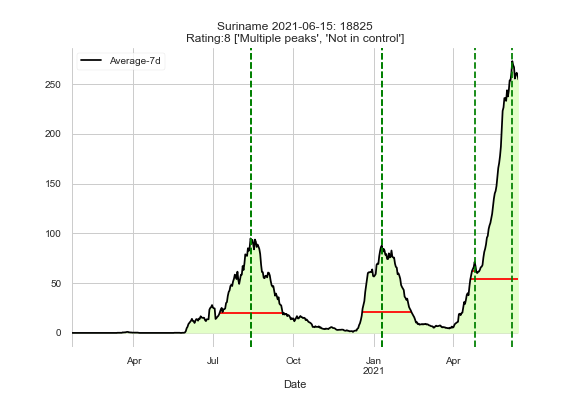 Suriname 2021-06-15: 18825
Rating:8 ['Multiple peaks', 'Not in control']
Average-7d
250
200
150
100
50
0
Apr
Jul
Oct
Jan
2021
Apr
Date